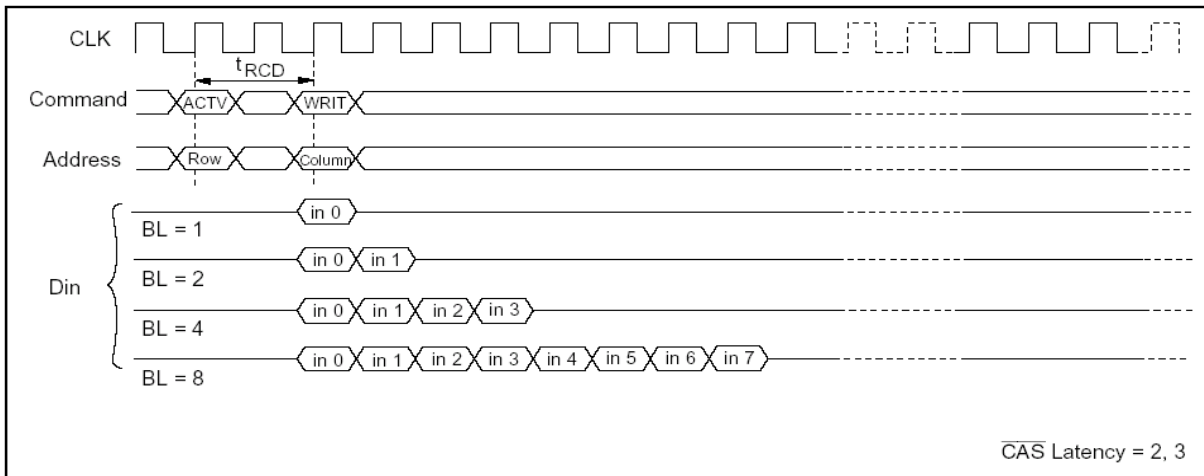 CLK
tRCD
Command ACTV WRIT
Address Row Column
Din
in 0
BL = 1
in 0 in 1
BL = 2
in 0 in 1 in 2 in 3
BL = 4
in 0 in 1 in 2 in 3 in 4 in 5 in 6 in 7
BL = 8
CAS Latency = 2, 3